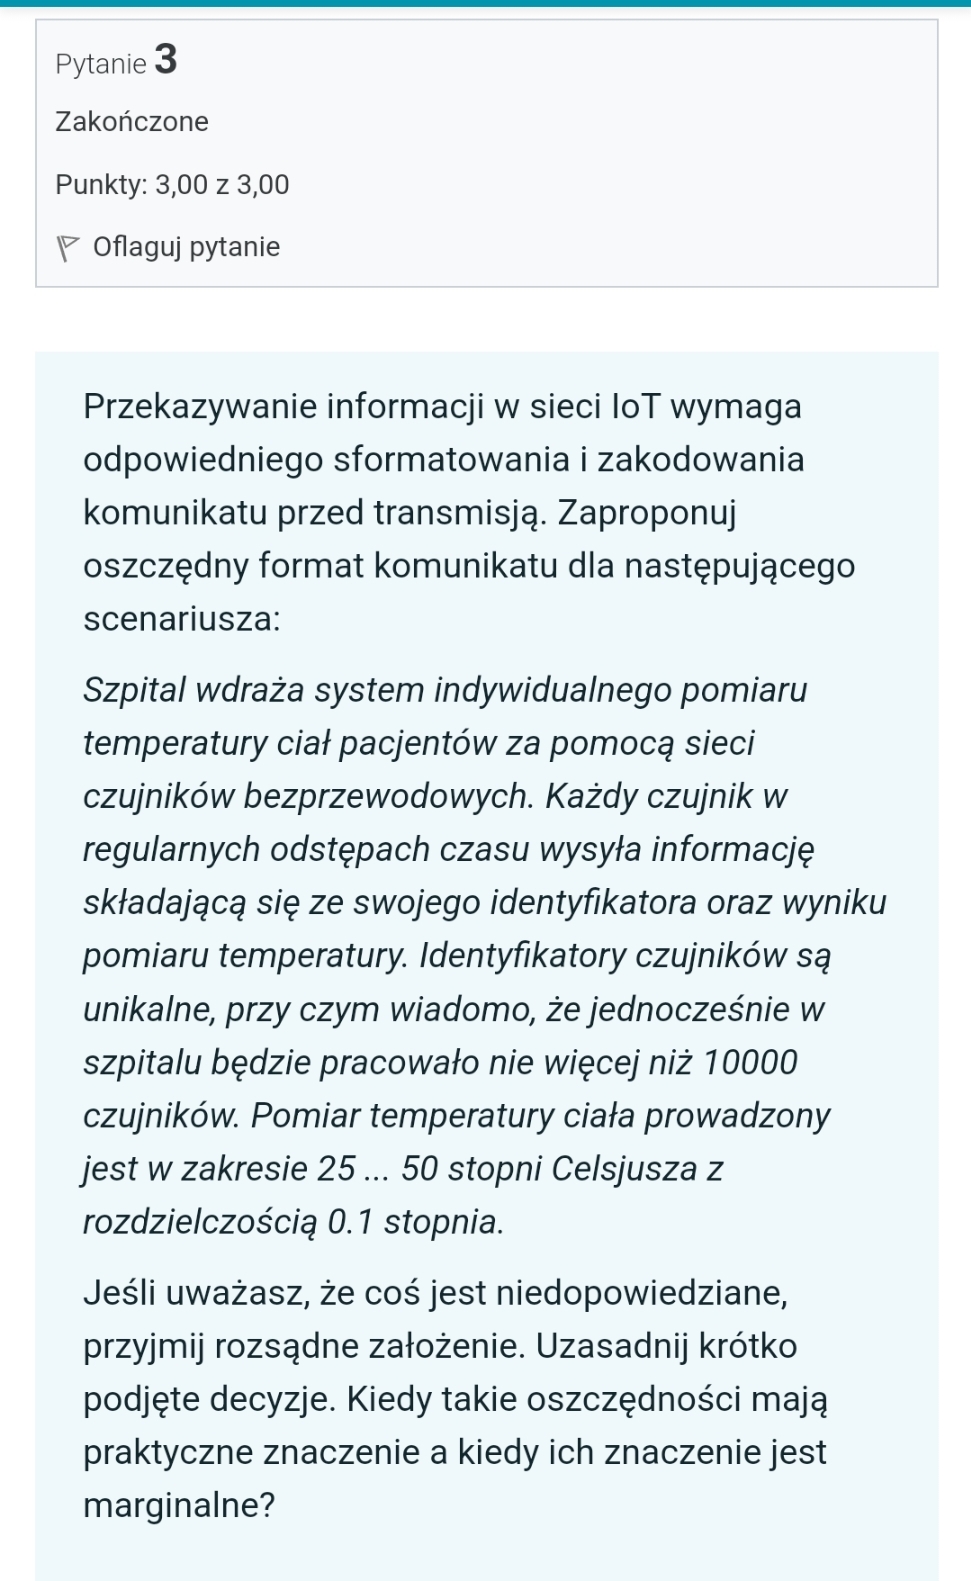 Pytanie 3
Zakończone
Punkty: 3,00 z 3,00
Oflaguj pytanie
Przekazywanie informacji w sieci IoT wymaga
odpowiedniego sformatowania i zakodowania
komunikatu przed transmisją. Zaproponuj
oszczędny format komunikatu dla następującego
scenariusza:
Szpital wdraża system indywidualnego pomiaru
temperatury ciał pacjentów za pomocą sieci
czujników bezprzewodowych. Każdy czujnik w
regularnych odstępach czasu wysyła informację
składającą się ze swojego identyfikatora oraz wyniku
pomiaru temperatury. Identyfikatory czujników są
unikalne, przy czym wiadomo, że jednocześnie w
szpitalu będzie pracowało nie więcej niż 10000
czujników. Pomiar temperatury ciała prowadzony
jest w zakresie 25 ... 50 stopni Celsjusza z
rozdzielczością 0.1 stopnia.
Jeśli uważasz, że coś jest niedopowiedziane,
przyjmij rozsądne założenie. Uzasadnij krótko
podjęte decyzje. Kiedy takie oszczędności mają
praktyczne znaczenie a kiedy ich znaczenie jest
marginalne?